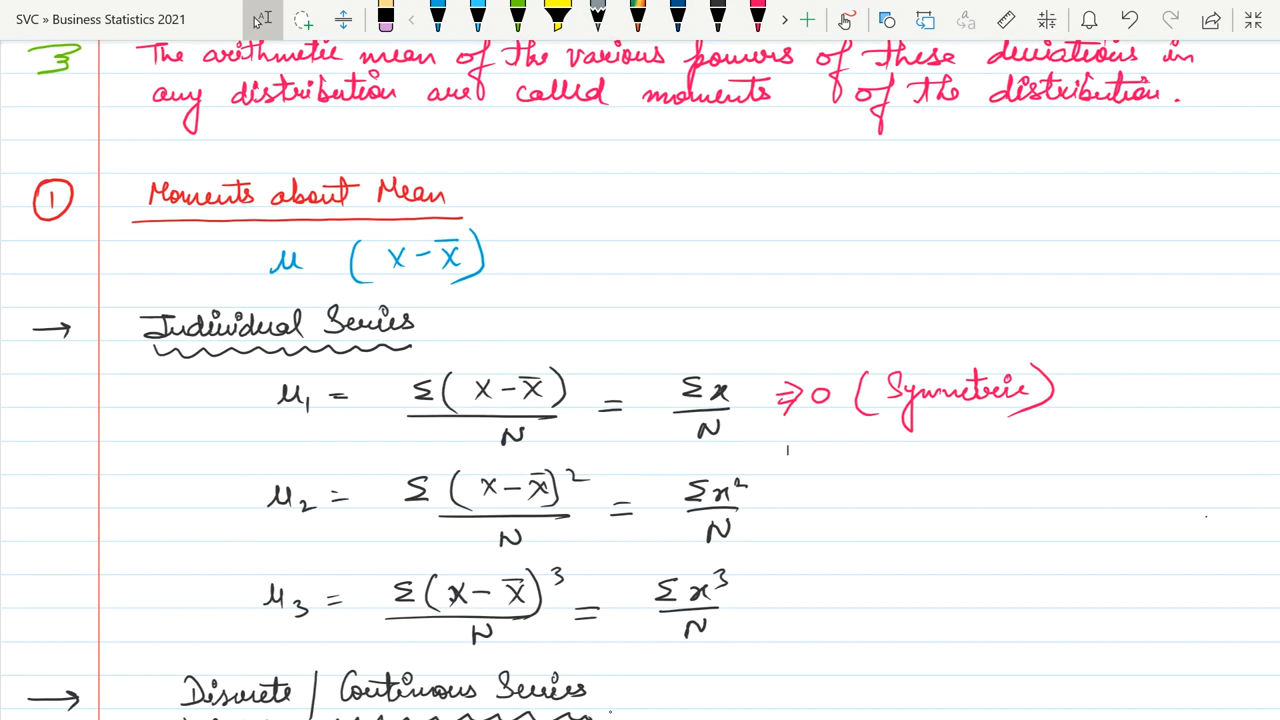 SVC » Business Statistics 2021
3 The arithmetic mean of the various powers of these deviations in
any distribution are called moments of the distribution.
① Moments about Mean
μ (X-X̅)
→ Individual Series
μ₁ = Σ(X-X̅)/N = Σx/N ⇒ 0 (Symmetric)
μ₂ = Σ(X-X̅)²/N = Σx²/N
μ₃ = Σ(x-X̅)³/N = Σx³/N
→ Discrete / Continuous Series